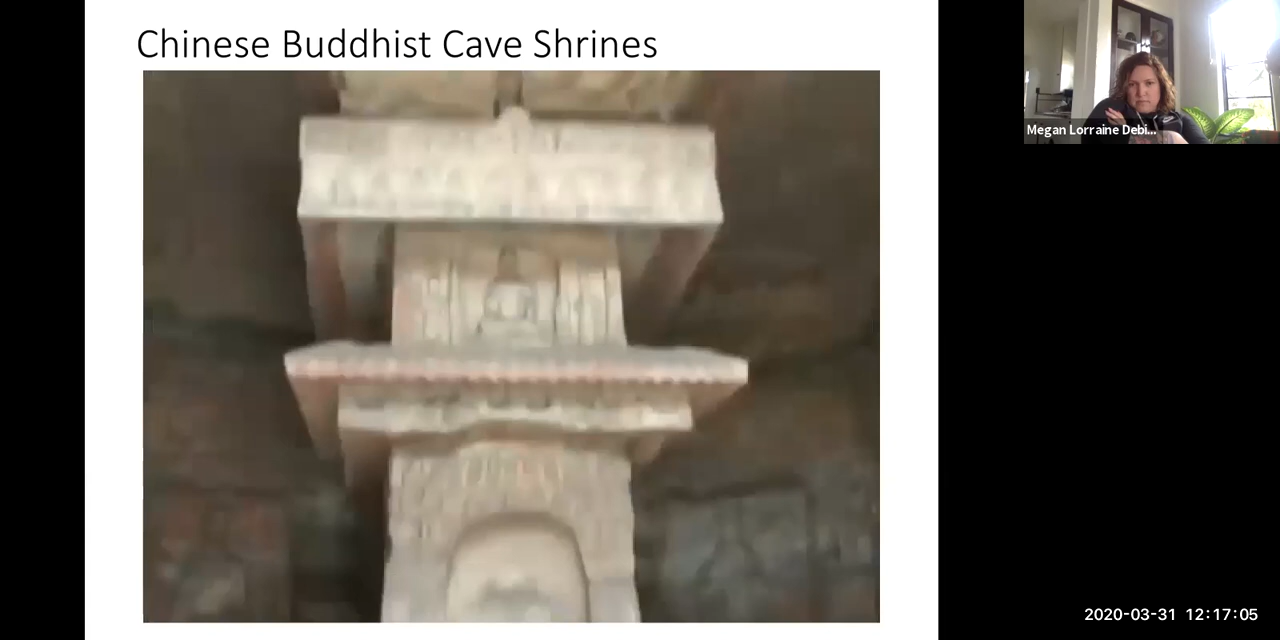 Chinese Buddhist Cave Shrines
Megan Lorraine Debi...
2020-03-31 12:17:05